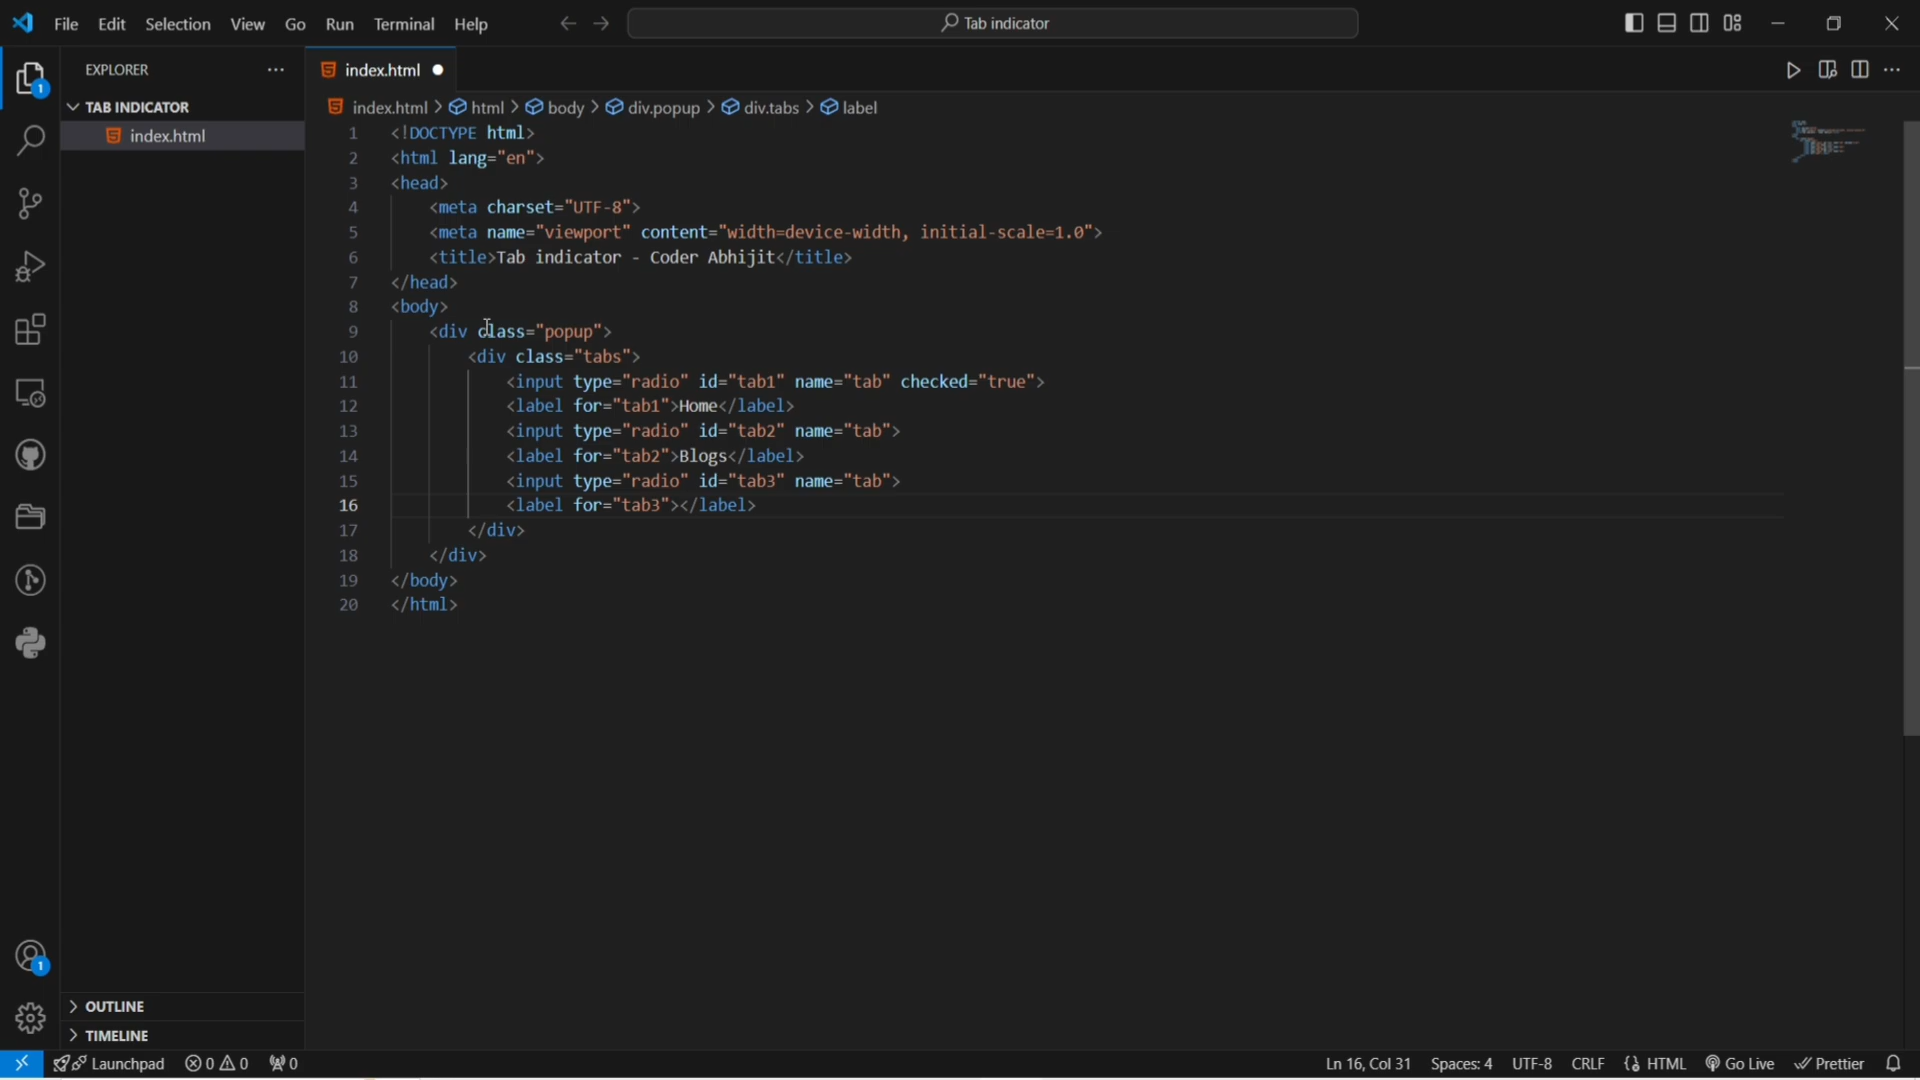 File Edit Selection View Go Run Terminal Help
Tab indicator
EXPLORER
TAB INDICATOR
index.html
OUTLINE
TIMELINE
1
1
index.html
index.html > html > body > div.popup > div.tabs > label
1 <!DOCTYPE html>
2 <html lang="en">
3 <head>
4 <meta charset="UTF-8">
5 <meta name="viewport" content="width=device-width, initial-scale=1.0">
6 <title>Tab indicator - Coder Abhijit</title>
7 </head>
8 <body>
9 <div class="popup">
10 <div class="tabs">
11 <input type="radio" id="tab1" name="tab" checked="true">
12 <label for="tab1">Home</label>
13 <input type="radio" id="tab2" name="tab">
14 <label for="tab2">Blogs</label>
15 <input type="radio" id="tab3" name="tab">
16 <label for="tab3"></label>
17 </div>
18 </div>
19 </body>
20 </html>
Launchpad 0 0 0 Ln 16, Col 31 Spaces: 4 UTF-8 CRLF {} HTML Go Live Prettier